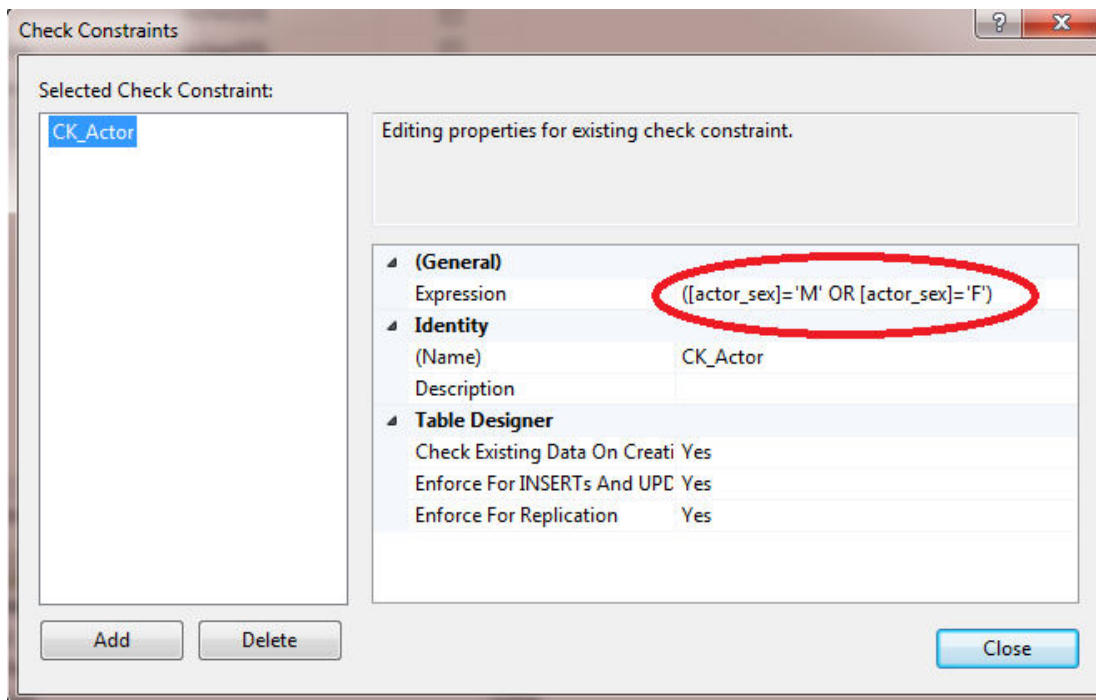 Check Constraints
Selected Check Constraint:
CK_Actor
Editing properties for existing check constraint.
(General)
Expression ([actor_sex]='M' OR [actor_sex]='F')
Identity
(Name) CK_Actor
Description
Table Designer
Check Existing Data On Creati Yes
Enforce For INSERTs And UPD Yes
Enforce For Replication Yes
Add Delete
Close